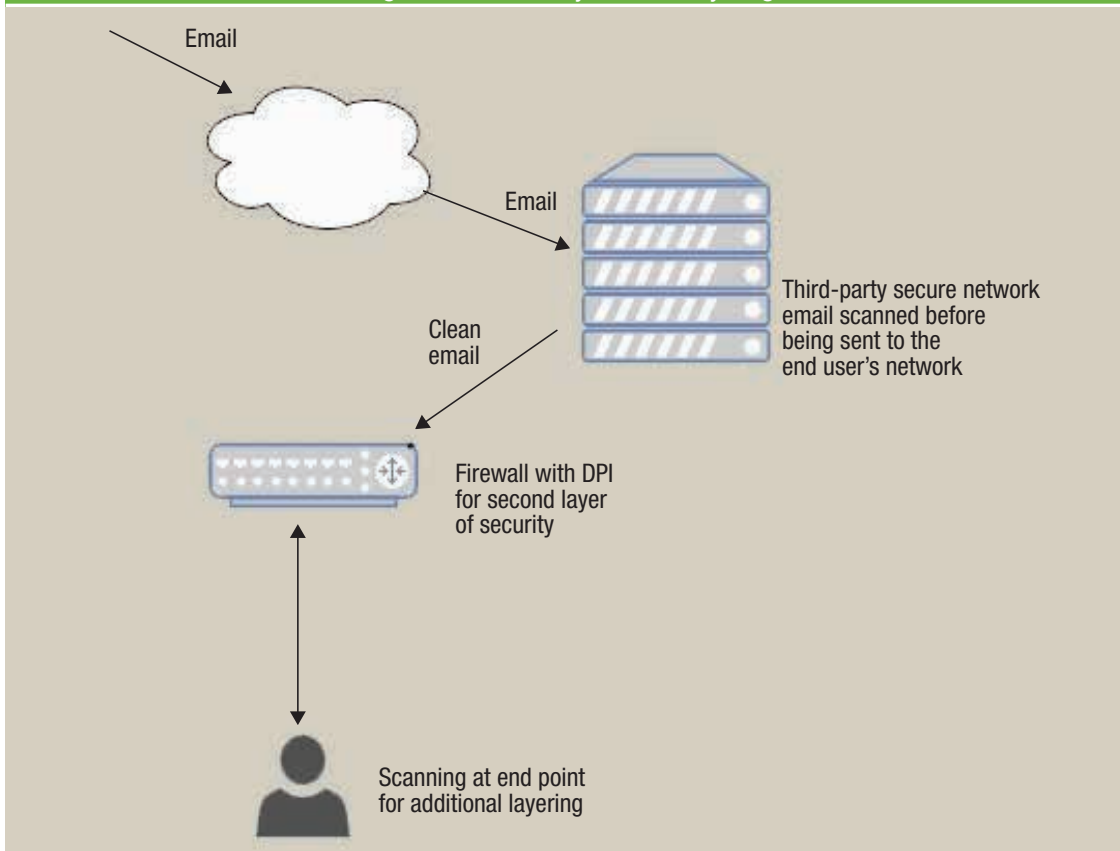 Email
Email
Third-party secure network
email scanned before
being sent to the
end user's network
Clean
email
Firewall with DPI
for second layer
of security
Scanning at end point
for additional layering